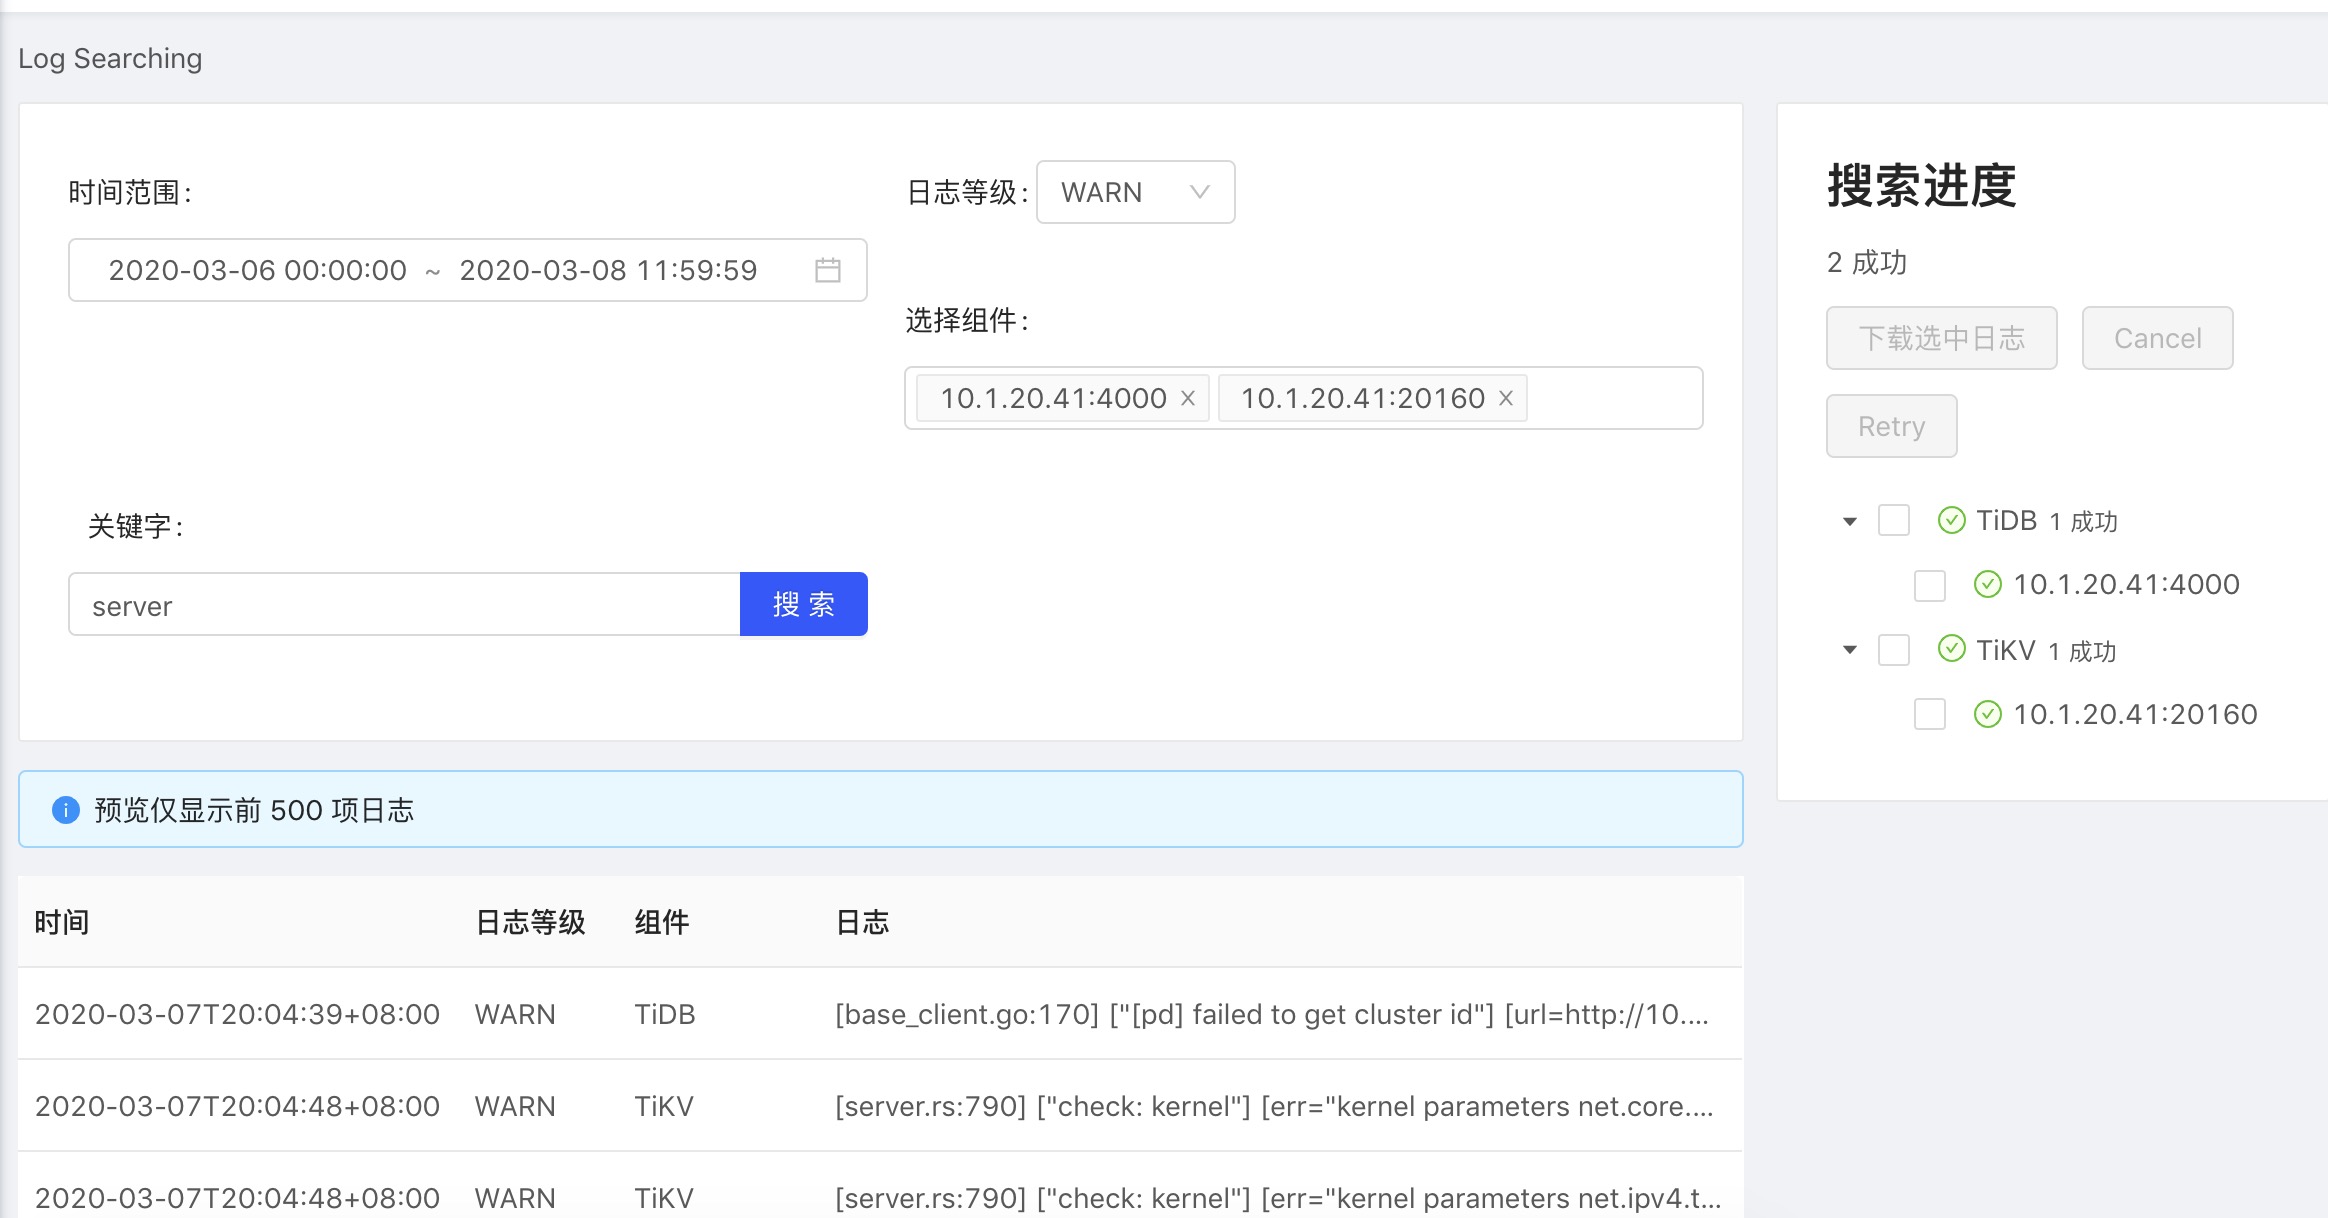 Log Searching
时间范围:
2020-03-06 00:00:00 ~ 2020-03-08 11:59:59
日志等级: WARN
选择组件:
10.1.20.41:4000 × 10.1.20.41:20160 ×
关键字:
server 搜 索
预览仅显示前 500 项日志
时间 日志等级 组件 日志
2020-03-07T20:04:39+08:00 WARN TiDB [base_client.go:170] ["[pd] failed to get cluster id"] [url=http://10....
2020-03-07T20:04:48+08:00 WARN TiKV [server.rs:790] ["check: kernel"] [err="kernel parameters net.core....
2020-03-07T20:04:48+08:00 WARN TiKV [server.rs:790] ["check: kernel"] [err="kernel parameters net.ipv4.t...
搜索进度
2 成功
下载选中日志 Cancel
Retry
TiDB 1 成功
10.1.20.41:4000
TiKV 1 成功
10.1.20.41:20160